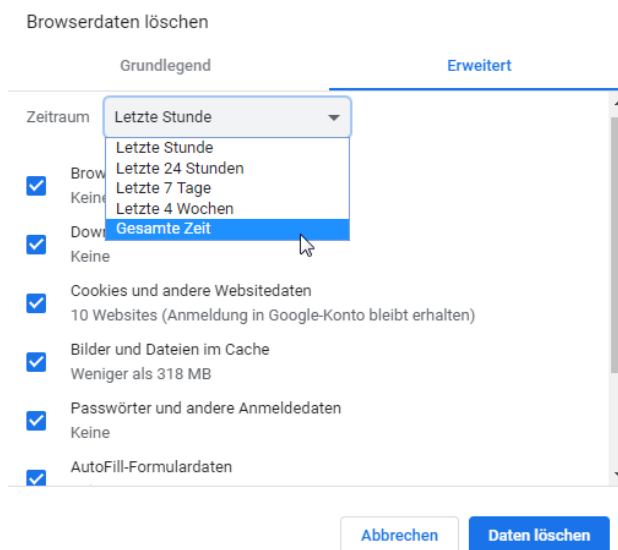 Browserdaten löschen
Grundlegend
Erweitert
Zeitraum
Letzte Stunde
Letzte Stunde
Letzte 24 Stunden
Letzte 7 Tage
Letzte 4 Wochen
Gesamte Zeit
Keine
Cookies und andere Websitedaten
10 Websites (Anmeldung in Google-Konto bleibt erhalten)
Bilder und Dateien im Cache
Weniger als 318 MB
Passwörter und andere Anmeldedaten
Keine
AutoFill-Formulardaten
Abbrechen
Daten löschen